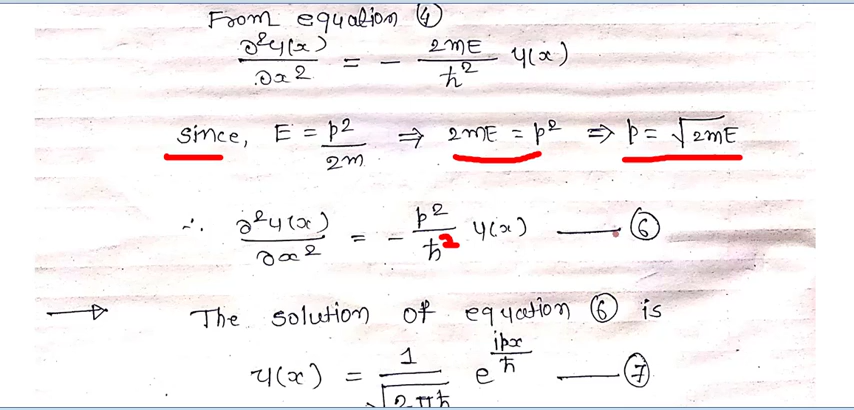 From equation ④
∂²ψ(x)/∂x² = - 2mE/ħ² ψ(x)
Since, E = p²/2m ⇒ 2mE = p² ⇒ p = √2mE
∴ ∂²ψ(x)/∂x² = - p²/ħ² ψ(x) —— ⑥
→ The solution of equation ⑥ is
ψ(x) = 1/√2πħ e^(ipx/ħ) —— ⑦